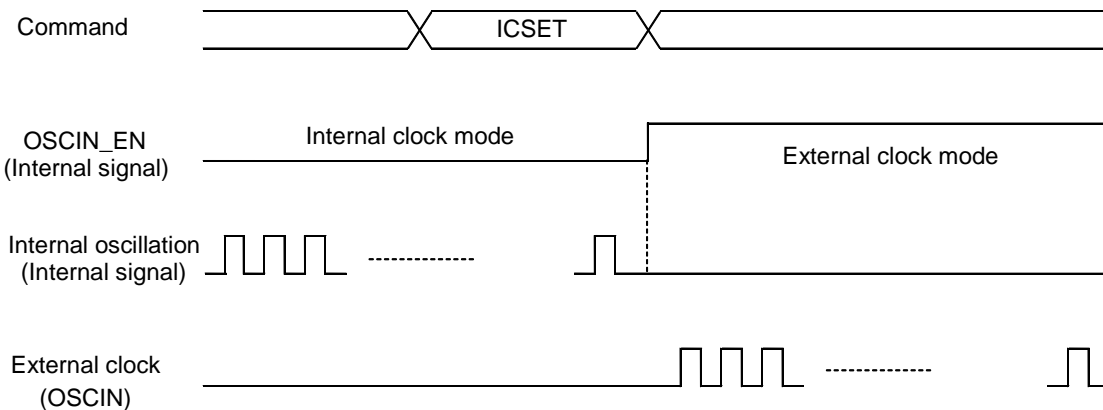 Command
ICSET
OSCIN_EN
(Internal signal)
Internal clock mode
External clock mode
Internal oscillation
(Internal signal)
External clock
(OSCIN)